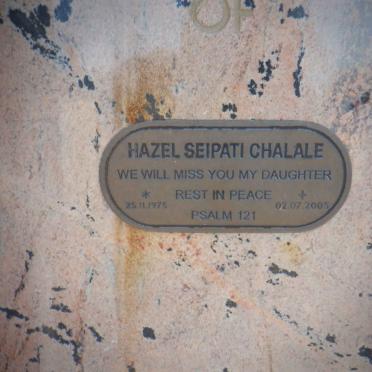 OF
HAZEL SEIPATI CHALALE
WE WILL MISS YOU MY DAUGHTER
* REST IN PEACE +
25.11.1975 02.07.2005
PSALM 121